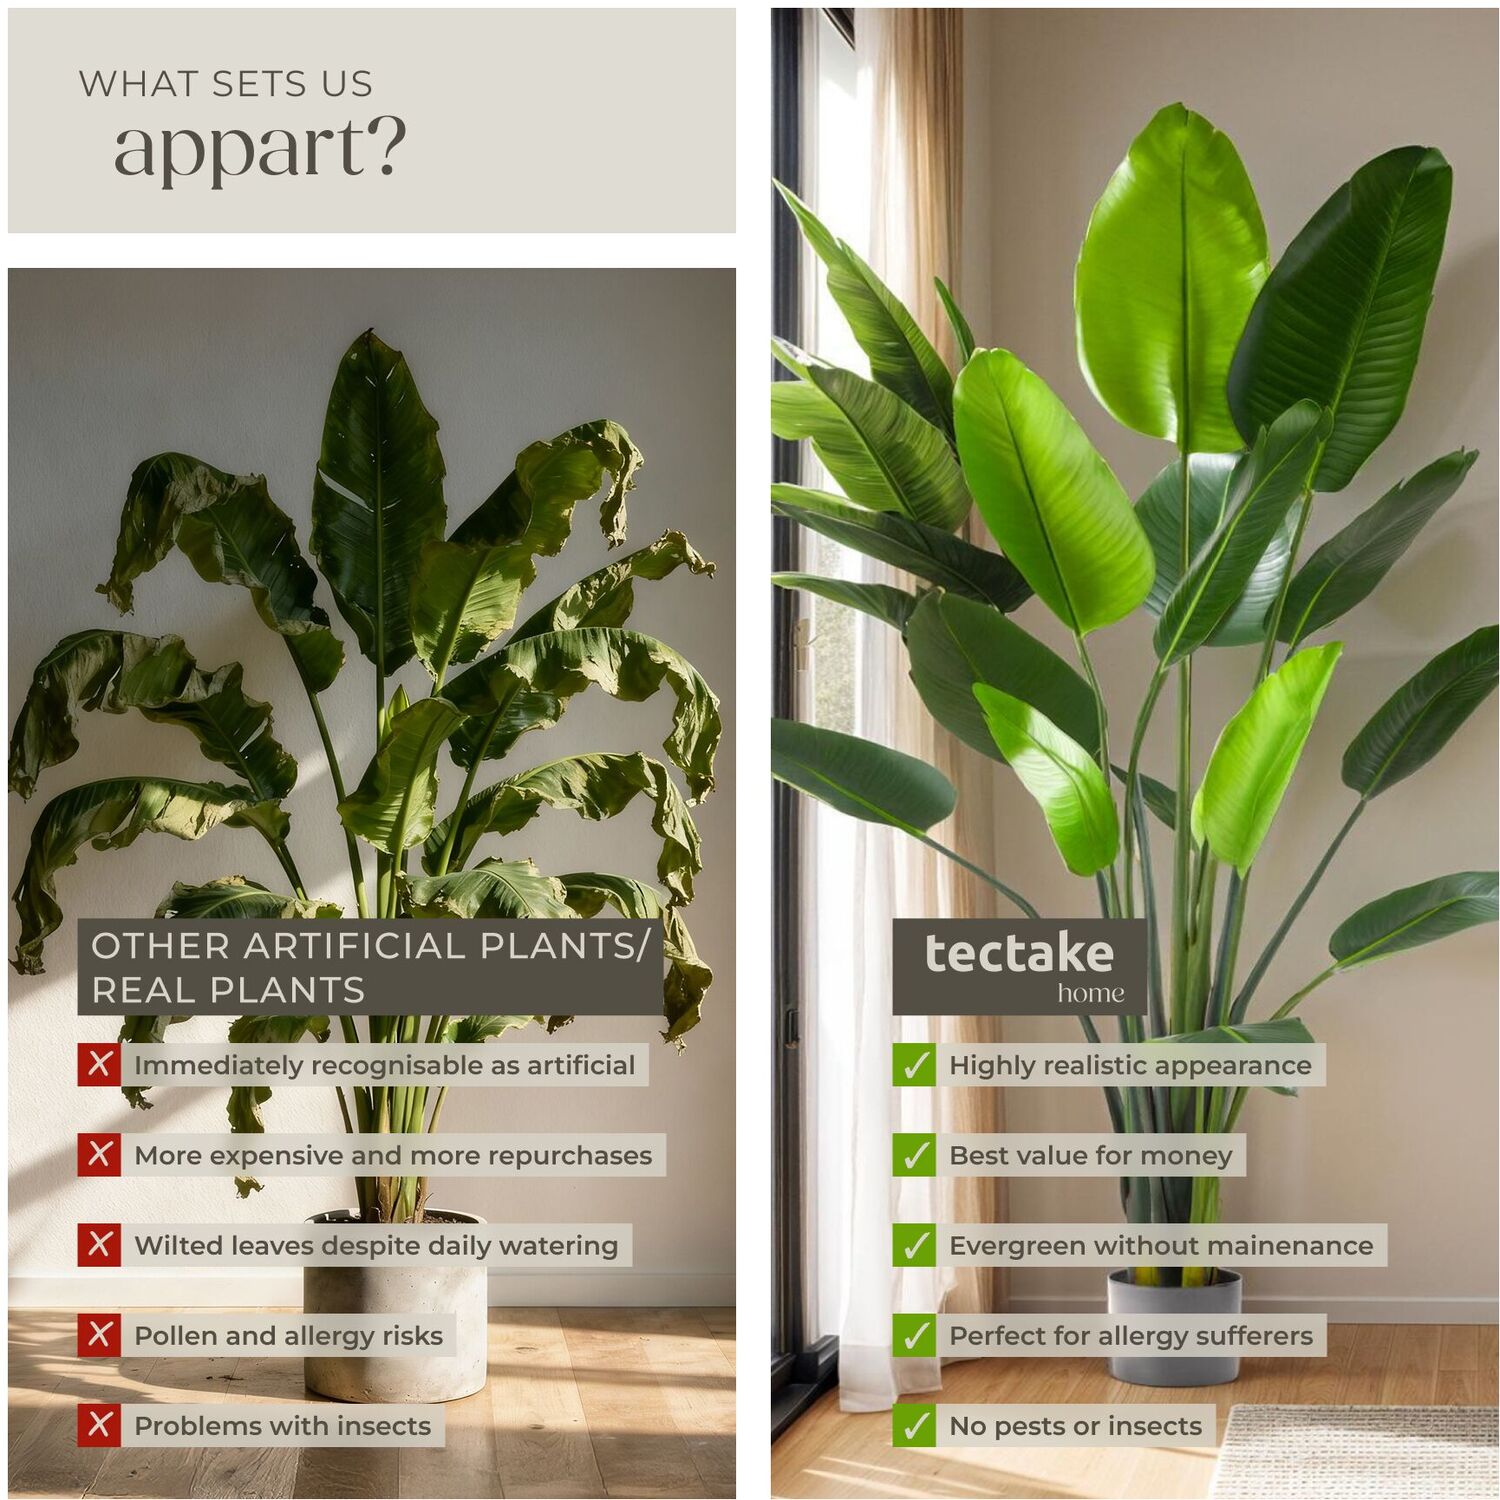 WHAT SETS US
appart?
OTHER ARTIFICIAL PLANTS/
REAL PLANTS
X Immediately recognisable as artificial
X More expensive and more repurchases
X Wilted leaves despite daily watering
X Pollen and allergy risks
X Problems with insects
tectake
home
✓ Highly realistic appearance
✓ Best value for money
✓ Evergreen without mainenance
✓ Perfect for allergy sufferers
✓ No pests or insects